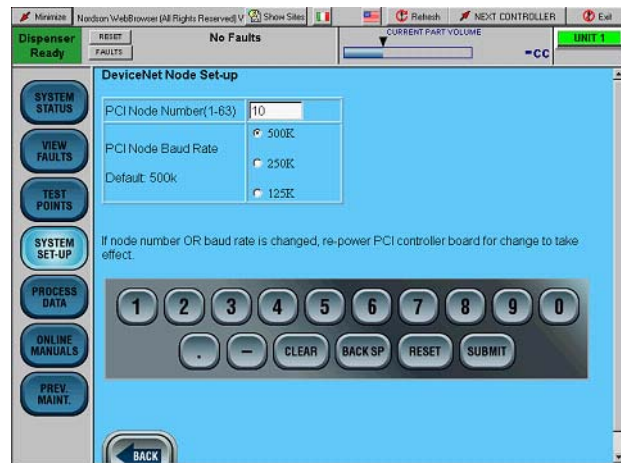 Minimize Nordson WebBrowser (All Rights Reserved) V Show Sites Refresh NEXT CONTROLLER Exit
Dispenser Ready RESET FAULTS No Faults CURRENT PART VOLUME UNIT 1
-cc
DeviceNet Node Set-up
SYSTEM STATUS
PCI Node Number(1-63) 10
500K
VIEW FAULTS
PCI Node Baud Rate
250K
Default: 500k
125K
TEST POINTS
SYSTEM SET-UP
If node number OR baud rate is changed, re-power PCI controller board for change to take
effect.
PROCESS DATA
1 2 3 4 5 6 7 8 9 0
ONLINE MANUALS
. - CLEAR BACK SP RESET SUBMIT
PREV. MAINT.
BACK